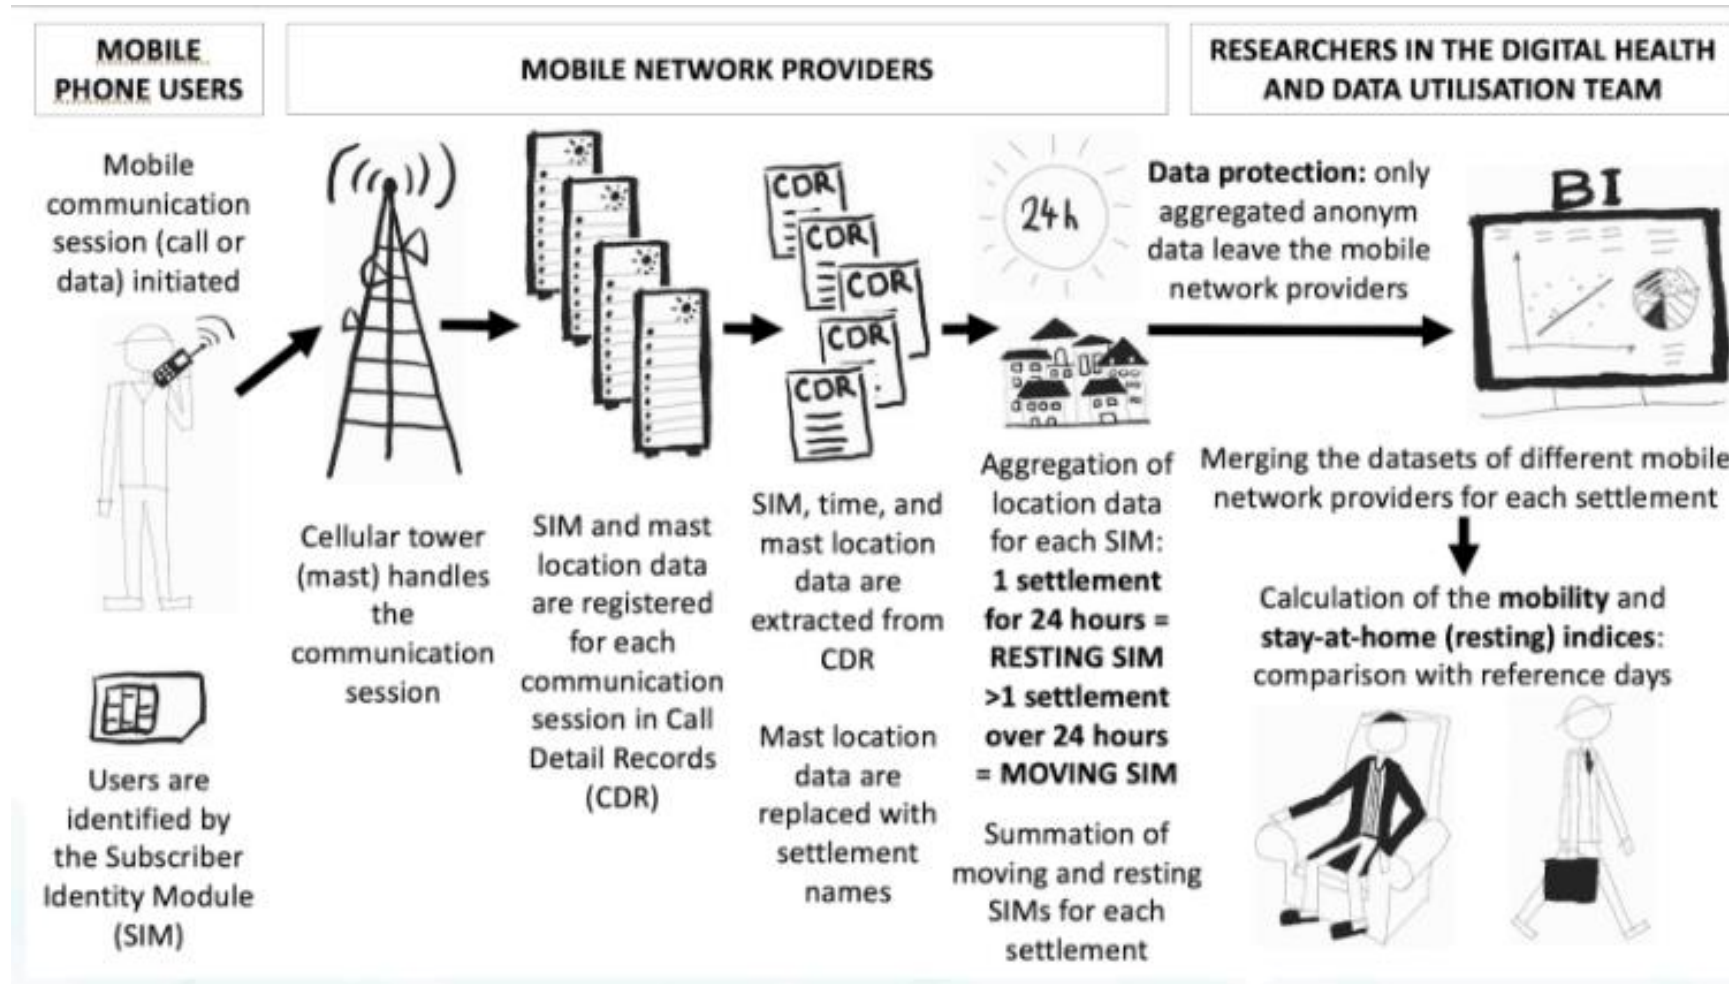 MOBILE
PHONE USERS
MOBILE NETWORK PROVIDERS
RESEARCHERS IN THE DIGITAL HEALTH
AND DATA UTILISATION TEAM
Mobile
communication
session (call or
data) initiated
Users are
identified by
the Subscriber
Identity Module
(SIM)
Cellular tower
(mast) handles
the
communication
session
SIM and mast
location data
are registered
for each
communication
session in Call
Detail Records
(CDR)
CDR
CDR
CDR
CDR
CDR
SIM, time, and
mast location
data are
extracted from
CDR
Mast location
data are
replaced with
settlement
names
24h
Aggregation of
location data
for each SIM:
1 settlement
for 24 hours =
RESTING SIM
>1 settlement
over 24 hours
= MOVING SIM
Summation of
moving and resting
SIMs for each
settlement
Data protection: only
aggregated anonym
data leave the mobile
network providers
BI
Merging the datasets of different mobile
network providers for each settlement
Calculation of the mobility and
stay-at-home (resting) indices:
comparison with reference days